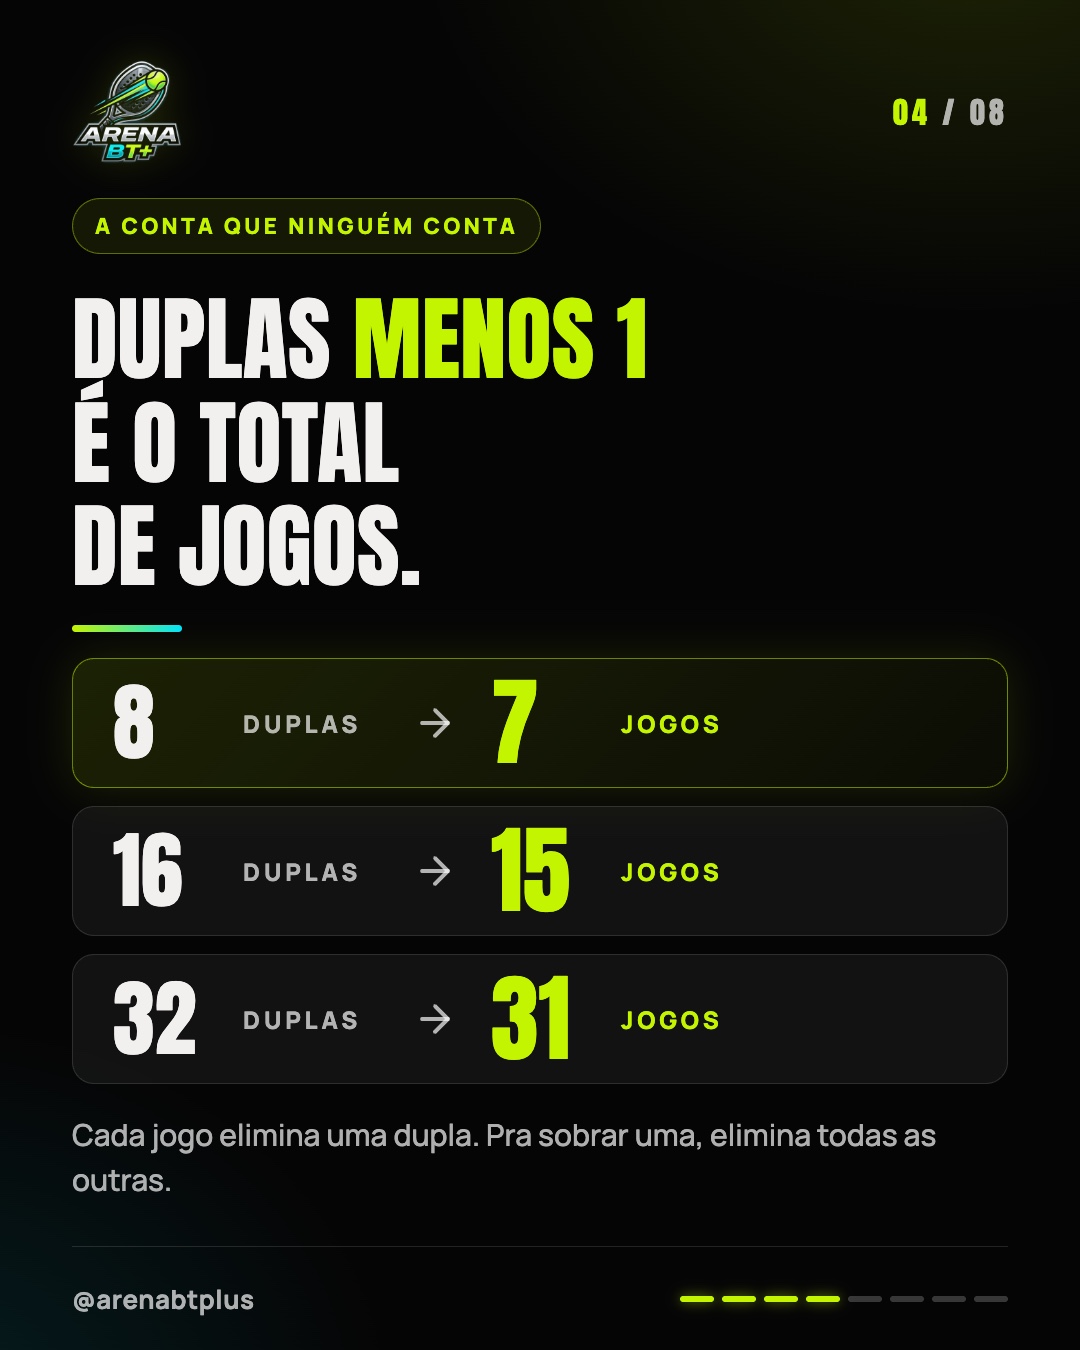 ARENA
BT+
04 / 08
A CONTA QUE NINGUÉM CONTA
DUPLAS MENOS 1
É O TOTAL
DE JOGOS.
8 DUPLAS → 7 JOGOS
16 DUPLAS → 15 JOGOS
32 DUPLAS → 31 JOGOS
Cada jogo elimina uma dupla. Pra sobrar uma, elimina todas as
outras.
@arenabtplus